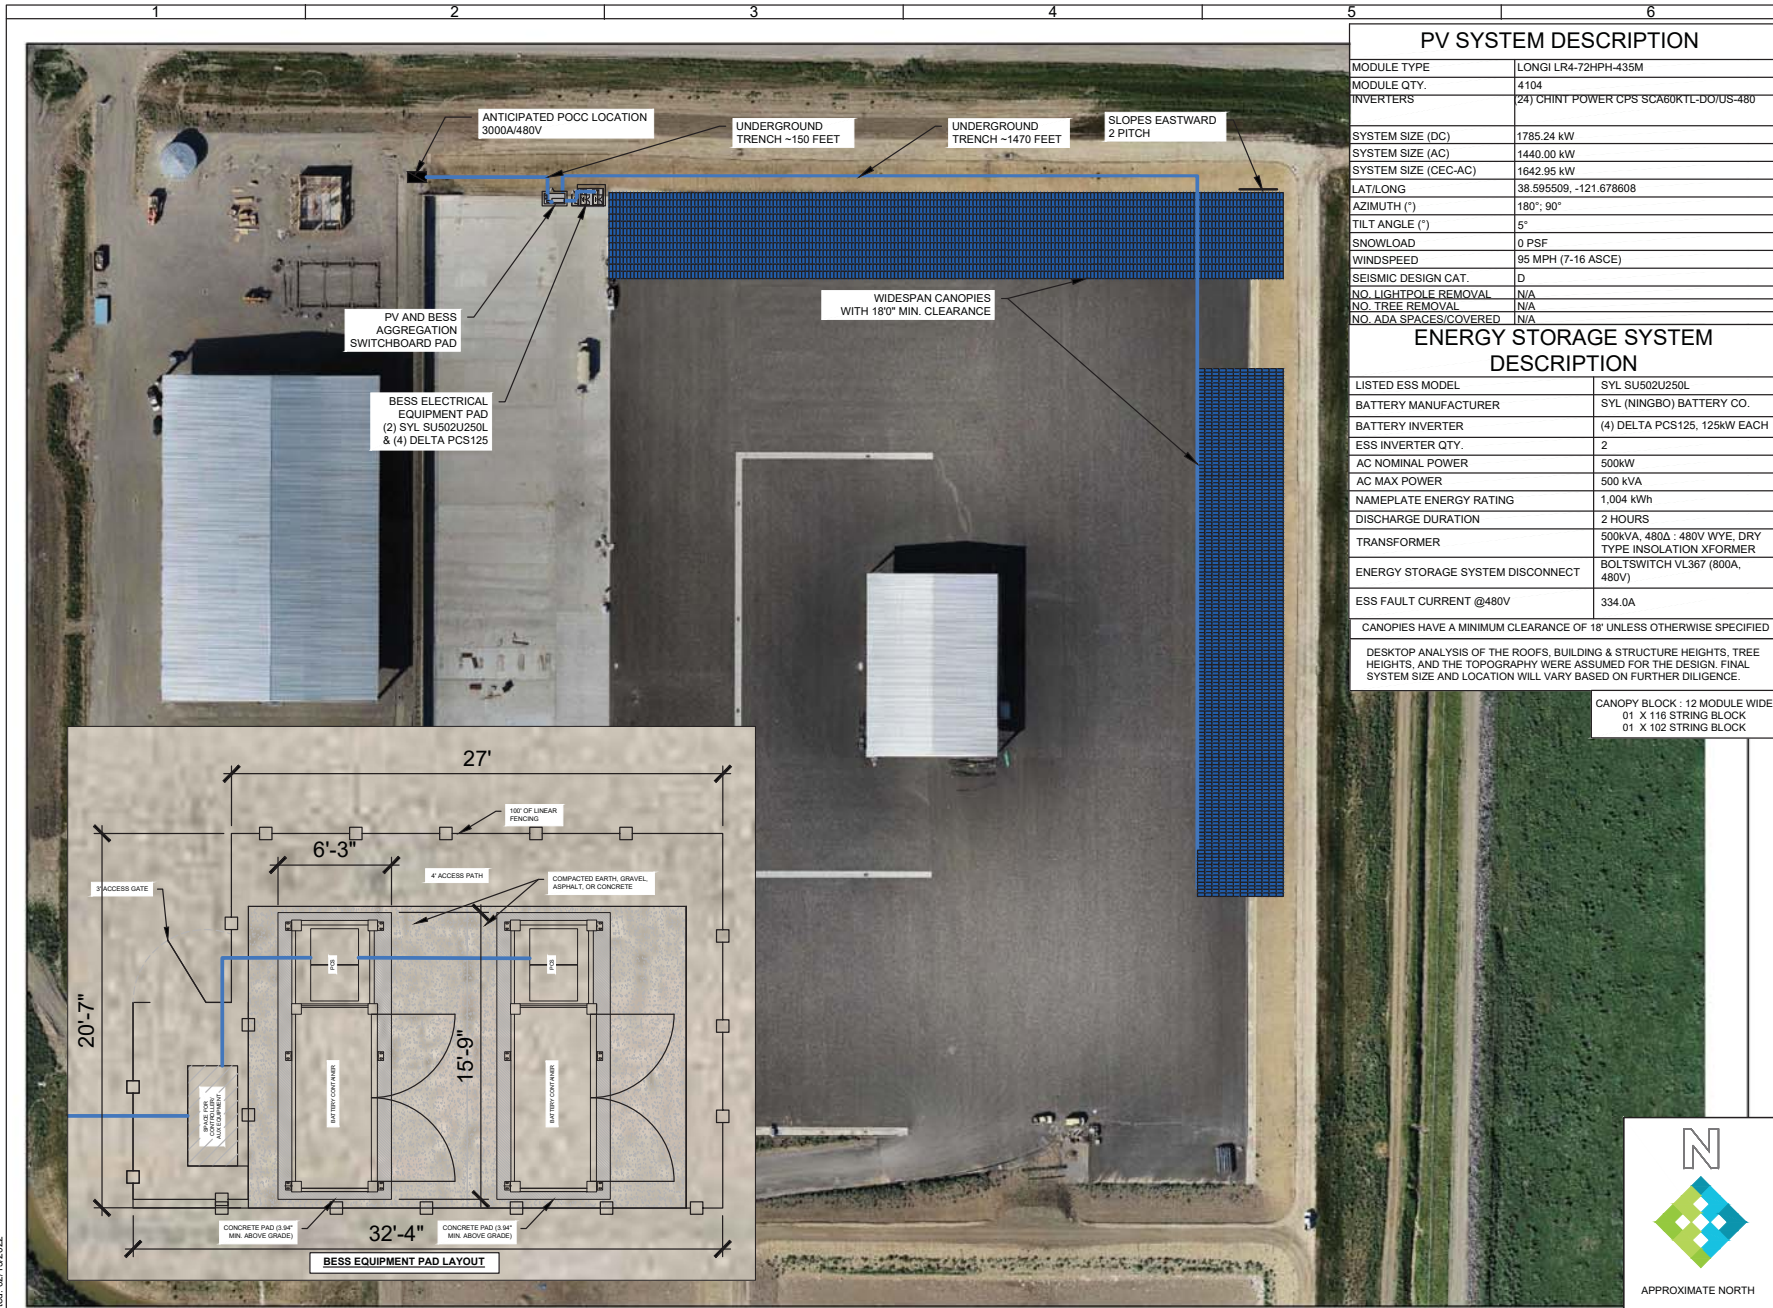 1 2 3 4 5 6
PV SYSTEM DESCRIPTION
MODULE TYPE LONGI LR4-72HPH-435M
MODULE QTY. 4104
INVERTERS (24) CHINT POWER CPS SCA60KTL-DO/US-480
SYSTEM SIZE (DC) 1785.24 kW
SYSTEM SIZE (AC) 1440.00 kW
SYSTEM SIZE (CEC-AC) 1642.95 kW
LAT/LONG 38.595509, -121.678608
AZIMUTH (°) 180°; 90°
TILT ANGLE (°) 5°
SNOWLOAD 0 PSF
WINDSPEED 95 MPH (7-16 ASCE)
SEISMIC DESIGN CAT. D
NO. LIGHTPOLE REMOVAL N/A
NO. TREE REMOVAL N/A
NO. ADA SPACES/COVERED N/A
ENERGY STORAGE SYSTEM
DESCRIPTION
LISTED ESS MODEL SYL SU502U250L
BATTERY MANUFACTURER SYL (NINGBO) BATTERY CO.
BATTERY INVERTER (4) DELTA PCS125, 125kW EACH
ESS INVERTER QTY. 2
AC NOMINAL POWER 500kW
AC MAX POWER 500 kVA
NAMEPLATE ENERGY RATING 1,004 kWh
DISCHARGE DURATION 2 HOURS
TRANSFORMER 500kVA, 480Δ : 480V WYE, DRY
TYPE INSOLATION XFORMER
ENERGY STORAGE SYSTEM DISCONNECT BOLTSWITCH VL367 (800A,
480V)
ESS FAULT CURRENT @480V 334.0A
CANOPIES HAVE A MINIMUM CLEARANCE OF 18' UNLESS OTHERWISE SPECIFIED
DESKTOP ANALYSIS OF THE ROOFS, BUILDING & STRUCTURE HEIGHTS, TREE
HEIGHTS, AND THE TOPOGRAPHY WERE ASSUMED FOR THE DESIGN. FINAL
SYSTEM SIZE AND LOCATION WILL VARY BASED ON FURTHER DILIGENCE.
CANOPY BLOCK : 12 MODULE WIDE
01 X 116 STRING BLOCK
01 X 102 STRING BLOCK
ANTICIPATED POCC LOCATION
3000A/480V
UNDERGROUND
TRENCH ~150 FEET
UNDERGROUND
TRENCH ~1470 FEET
SLOPES EASTWARD
2 PITCH
WIDESPAN CANOPIES
WITH 18'0" MIN. CLEARANCE
PV AND BESS
AGGREGATION
SWITCHBOARD PAD
BESS ELECTRICAL
EQUIPMENT PAD
(2) SYL SU502U250L
& (4) DELTA PCS125
27'
100' OF LINEAR
FENCING
6'-3"
4' ACCESS PATH
COMPACTED EARTH, GRAVEL,
ASPHALT, OR CONCRETE
3' ACCESS GATE
PCS
PCS
20'-7"
15'-9"
BATTERY CONTAINER
BATTERY CONTAINER
SPACE FOR
CONTROLLER/
AUX EQUIPMENT
CONCRETE PAD (3.94"
MIN. ABOVE GRADE)
32'-4"
CONCRETE PAD (3.94"
MIN. ABOVE GRADE)
BESS EQUIPMENT PAD LAYOUT
N
APPROXIMATE NORTH